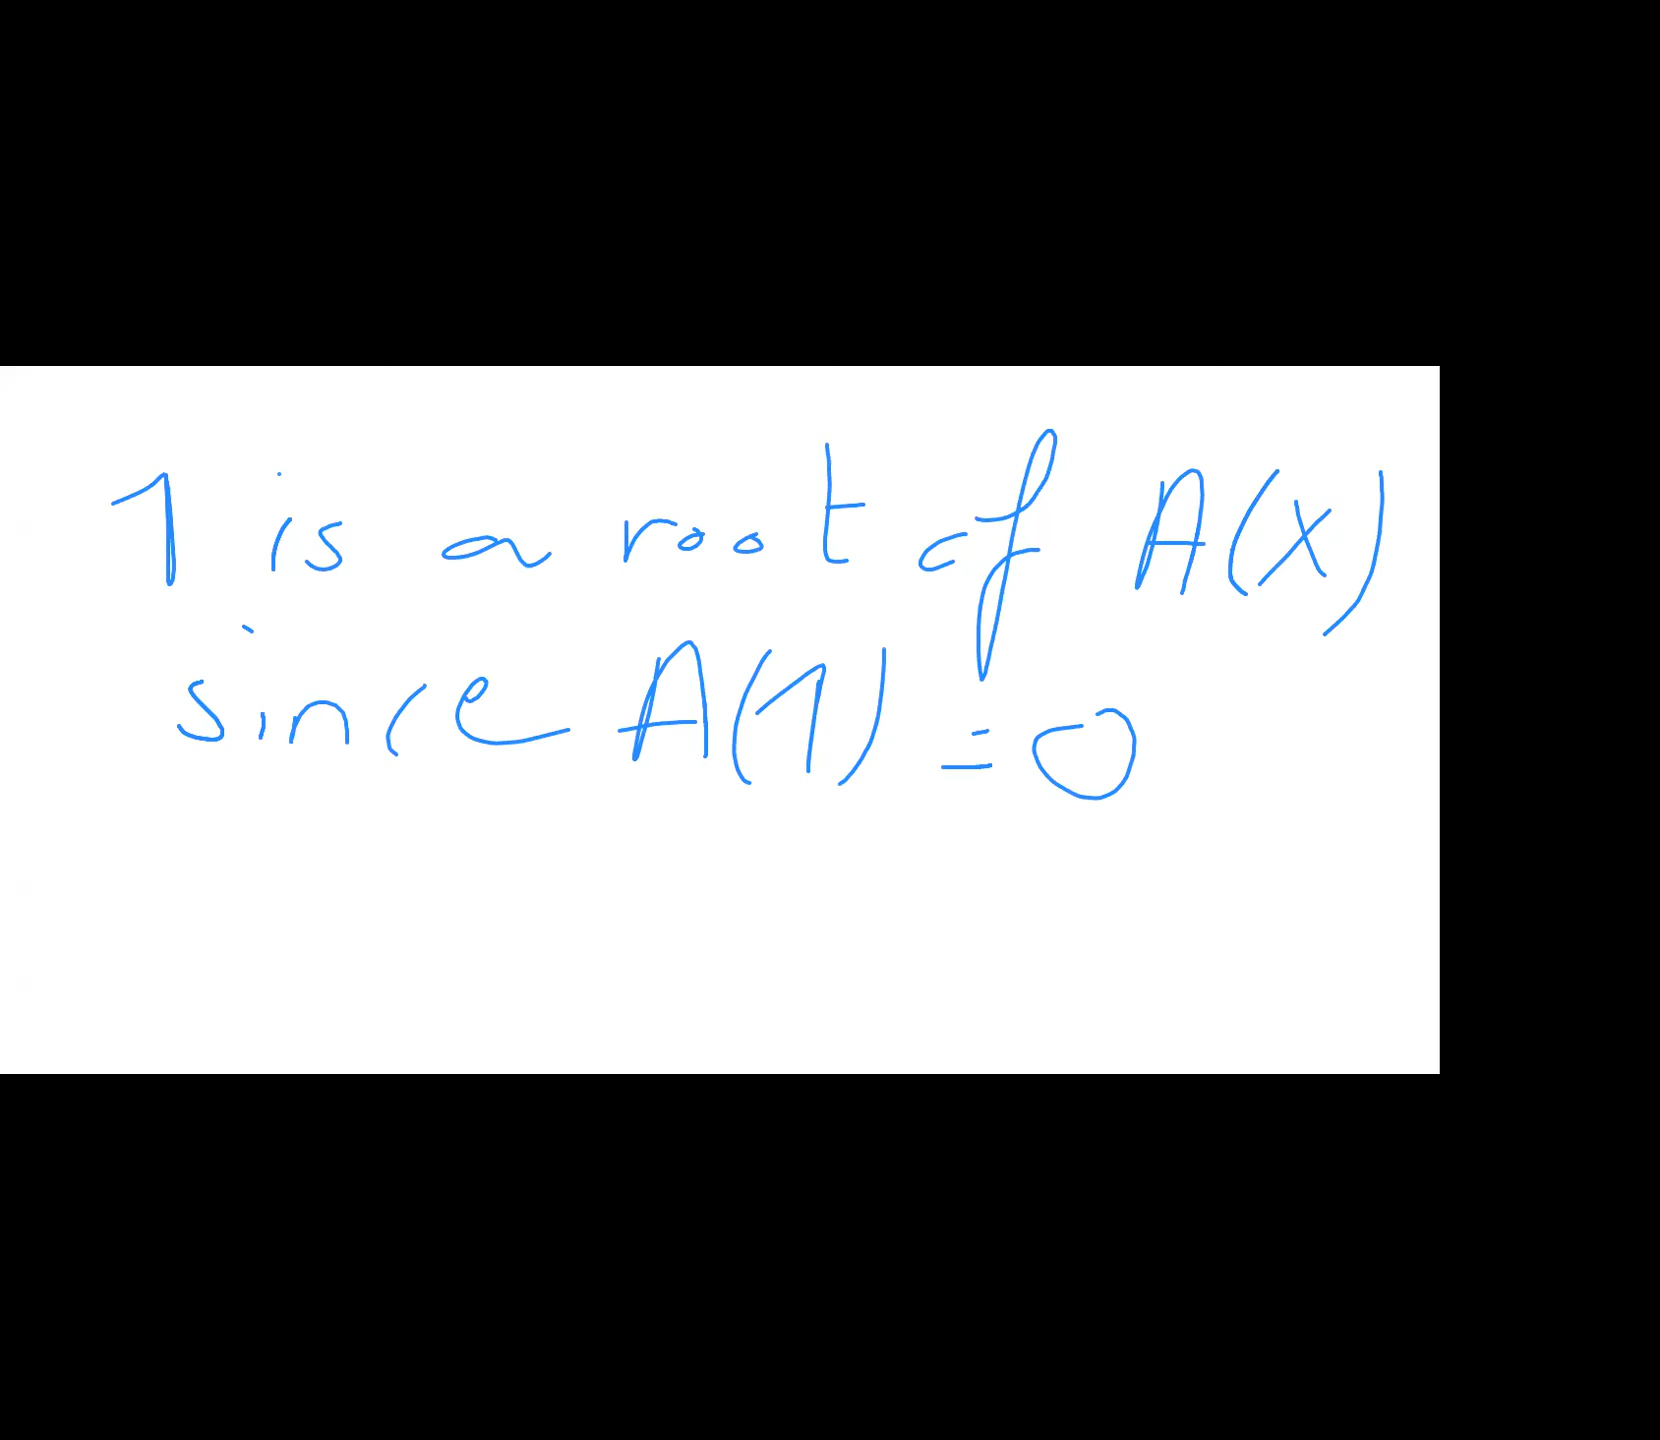 1 is a root of A(X)
since A(1) = 0